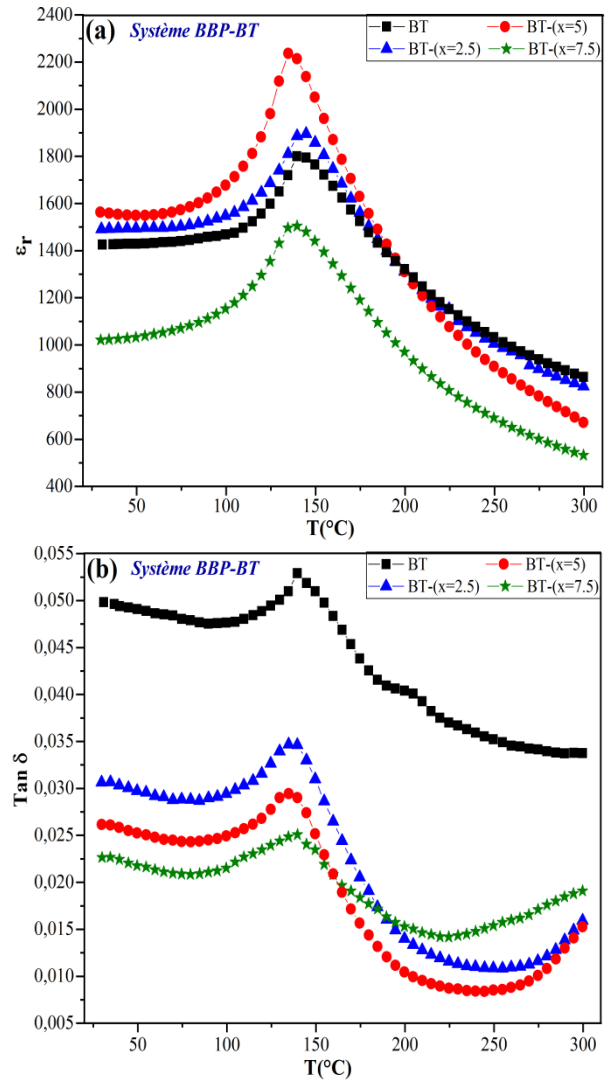 (a)
Système BBP-BT
BT
BT-(x=5)
BT-(x=2.5)
BT-(x=7.5)
εr
2400
2200
2000
1800
1600
1400
1200
1000
800
600
400
50
100
150
200
250
300
T(°C)
(b)
Système BBP-BT
BT
BT-(x=5)
BT-(x=2.5)
BT-(x=7.5)
Tan δ
0,055
0,050
0,045
0,040
0,035
0,030
0,025
0,020
0,015
0,010
0,005
50
100
150
200
250
300
T(°C)